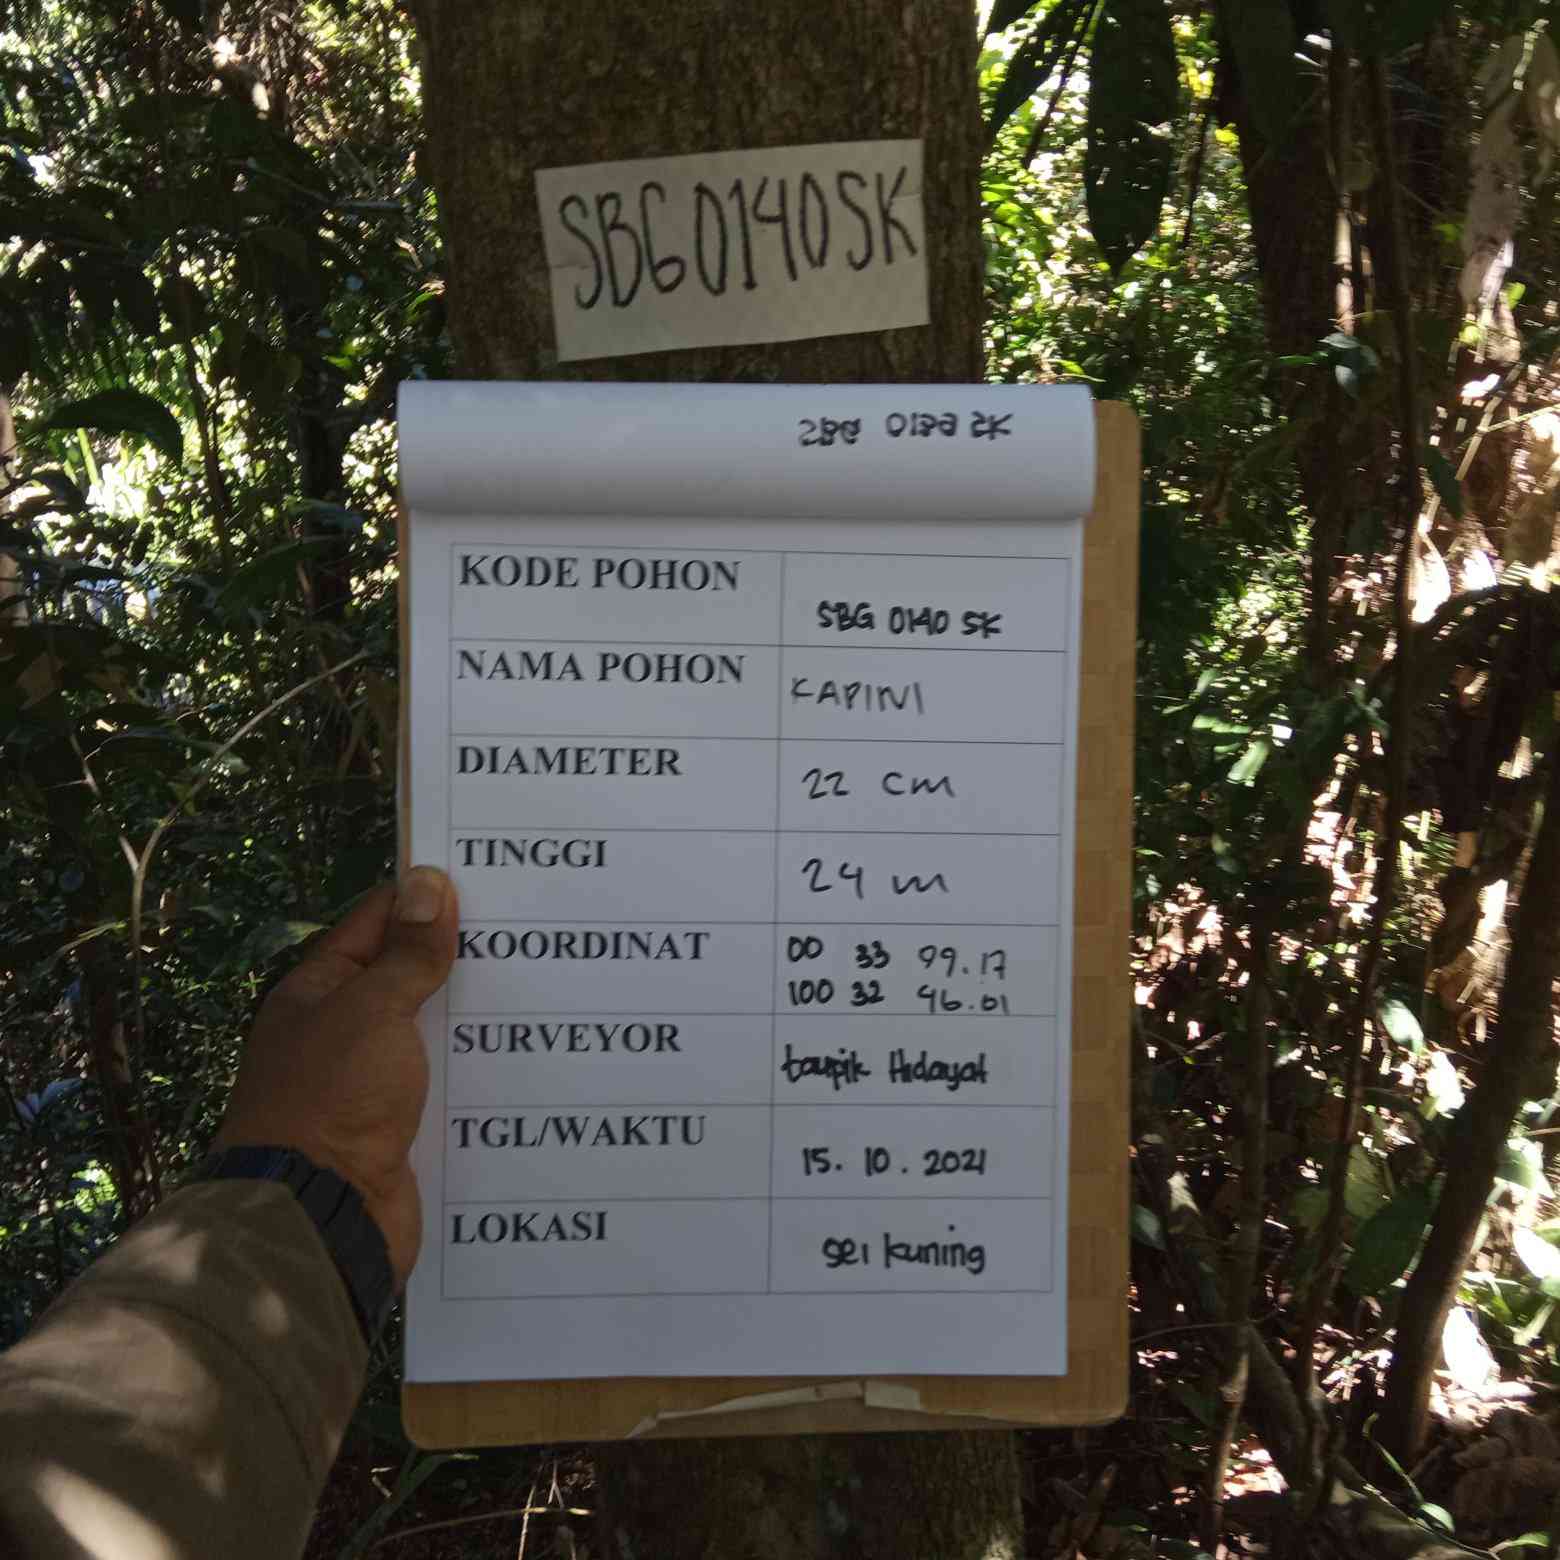 SBG0140SK
SBG 0139 SK
KODE POHON
SBG 0140 SK
NAMA POHON
KAPINI
DIAMETER
22 cm
TINGGI
24 m
KOORDINAT
00 33 99.17
100 32 46.01
SURVEYOR
taupik Hidayat
TGL/WAKTU
15. 10. 2021
LOKASI
sei kuning